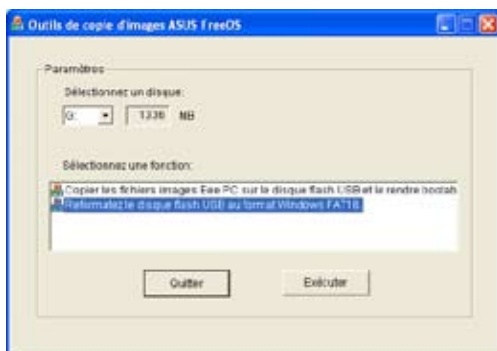 Outils de copie d'images ASUS FreeOS
Paramètres
Sélectionnez un disque:
G: 1336 MB
Sélectionnez une fonction:
Copier les fichiers images Eee PC sur le disque flash USB et le rendre bootab
Reformatez le disque flash USB au format Windows FAT16.
Quitter Exécuter